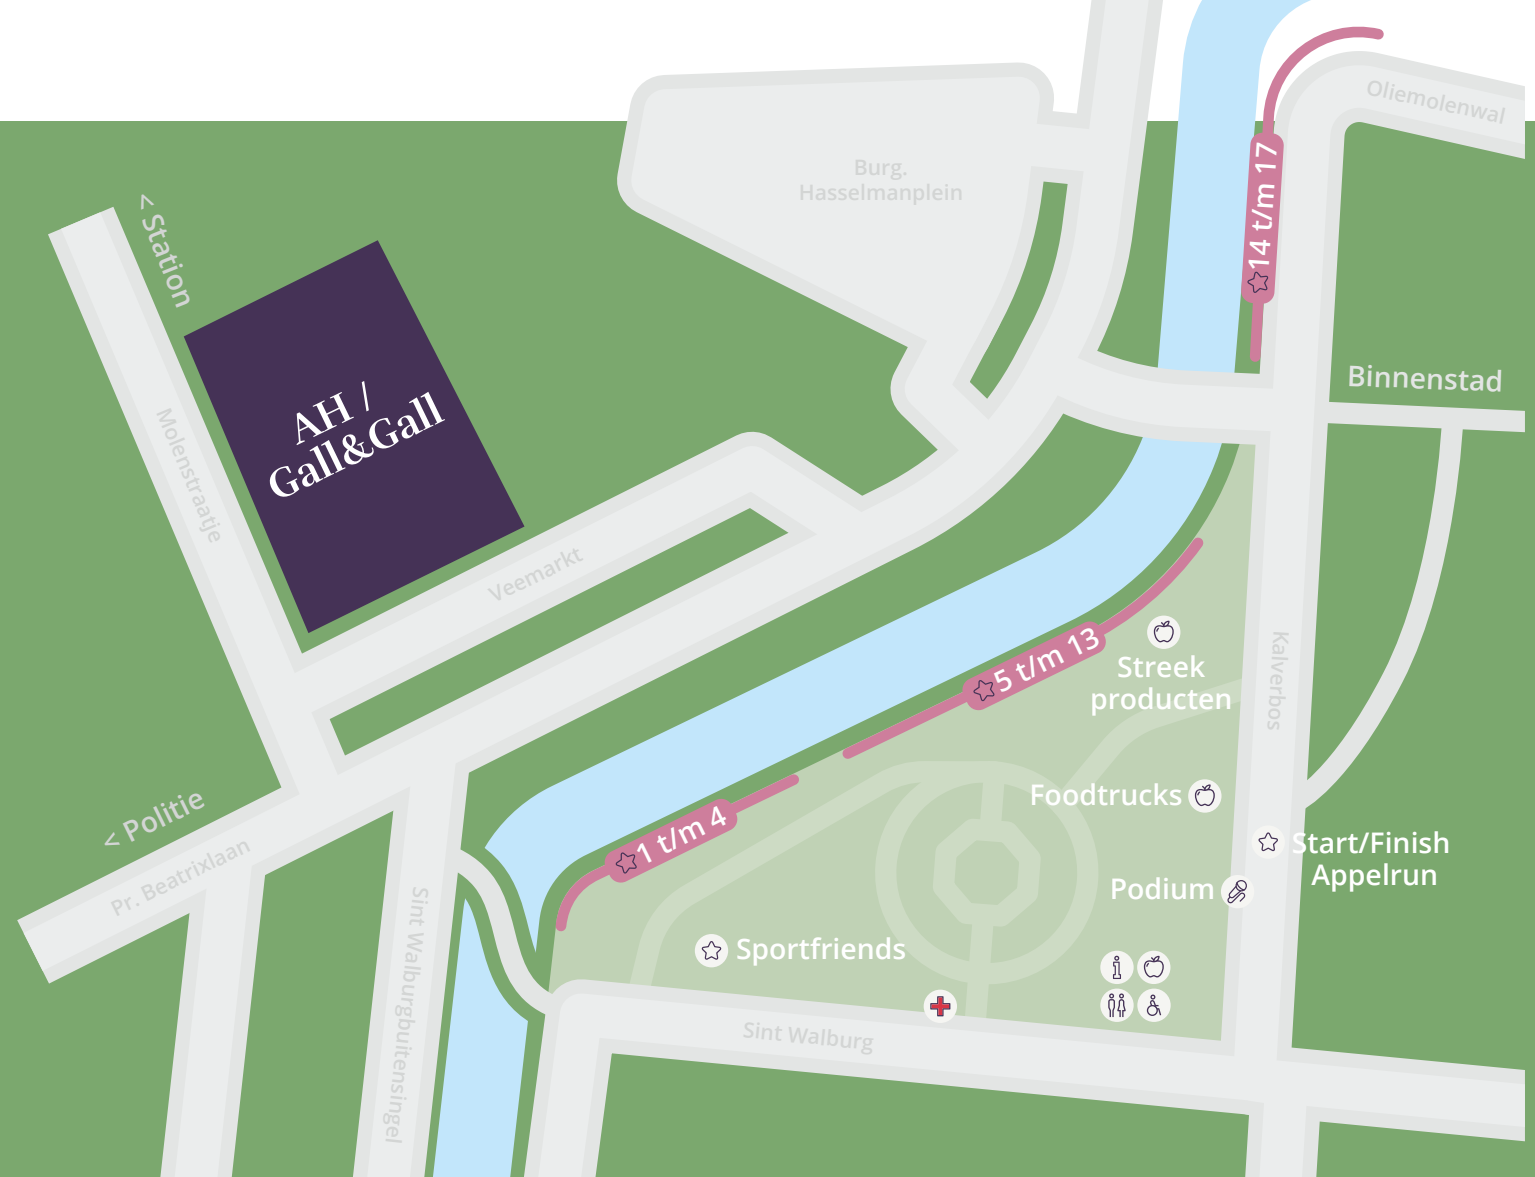 Oliemolenwal
14 t/m 17
Burg.
Hasselmanplein
< Station
Binnenstad
AH /
Gall&Gall
Molenstraatje
Veemarkt
5 t/m 13
Streek
producten
Kalverbos
1 t/m 4
Foodtrucks
< Politie
Pr. Beatrixlaan
Start/Finish
Appelrun
Podium
Sportfriends
Sint Walburgbuitensingel
Sint Walburg